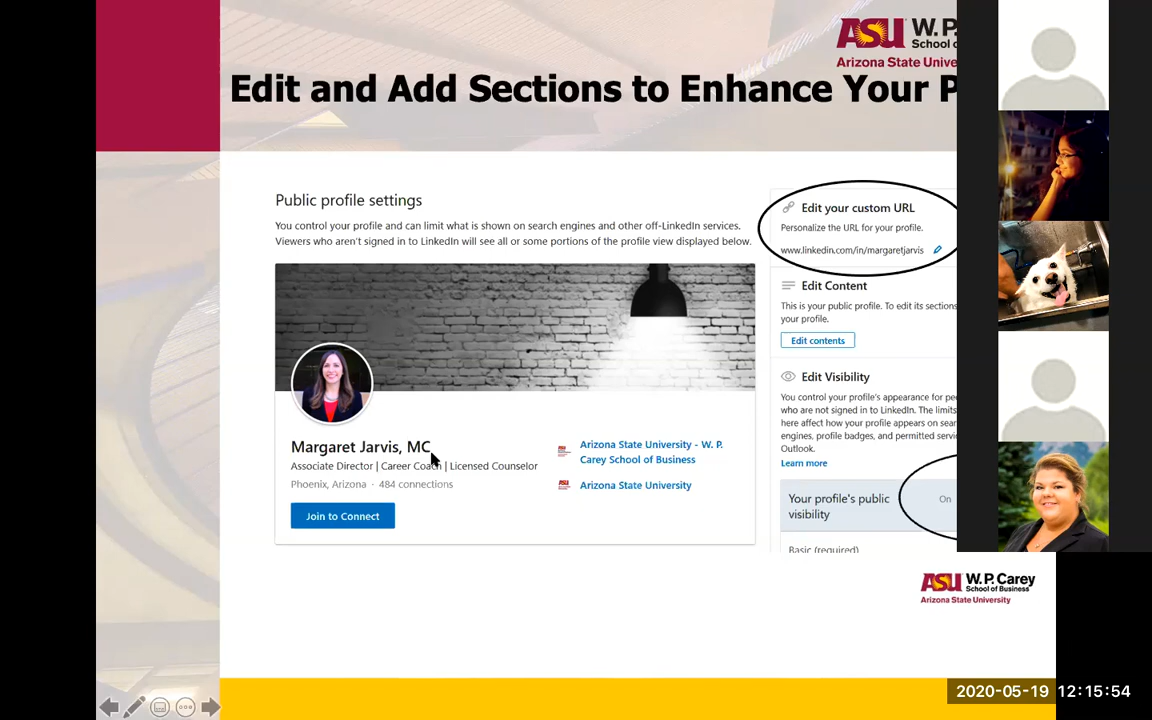 ASU W. P.
School o
Arizona State Unive
Edit and Add Sections to Enhance Your P
Public profile settings
You control your profile and can limit what is shown on search engines and other off-LinkedIn services.
Viewers who aren't signed in to LinkedIn will see all or some portions of the profile view displayed below.
Margaret Jarvis, MC
Associate Director | Career Coach | Licensed Counselor
Phoenix, Arizona · 484 connections
Join to Connect
Arizona State University - W. P.
Carey School of Business
Arizona State University
Edit your custom URL
Personalize the URL for your profile.
www.linkedin.com/in/margaretjarvis
Edit Content
This is your public profile. To edit its sections
your profile.
Edit contents
Edit Visibility
You control your profile's appearance for pe
who are not signed in to LinkedIn. The limits
here affect how your profile appears on sear
engines, profile badges, and permitted servi
Outlook.
Learn more
Your profile's public
visibility
On
Basic (required)
ASU W. P. Carey
School of Business
Arizona State University
2020-05-19 12:15:54